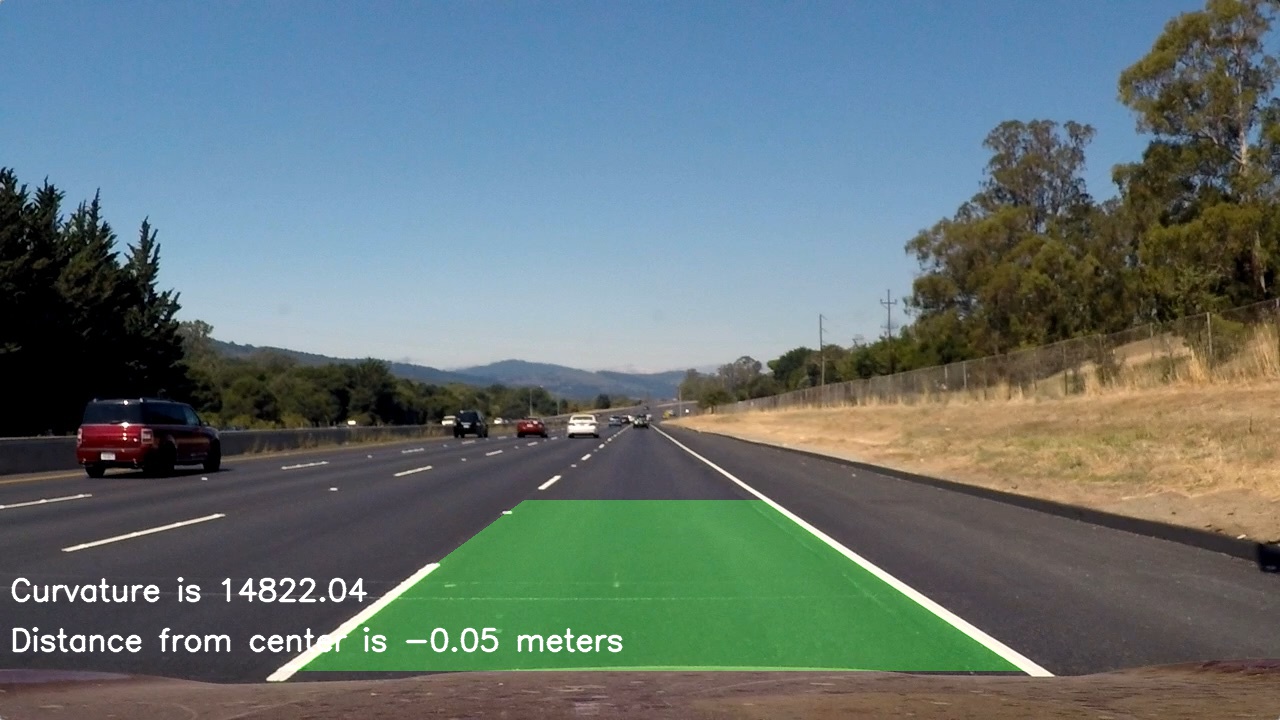 Curvature is 14822.04
Distance from center is −0.05 meters